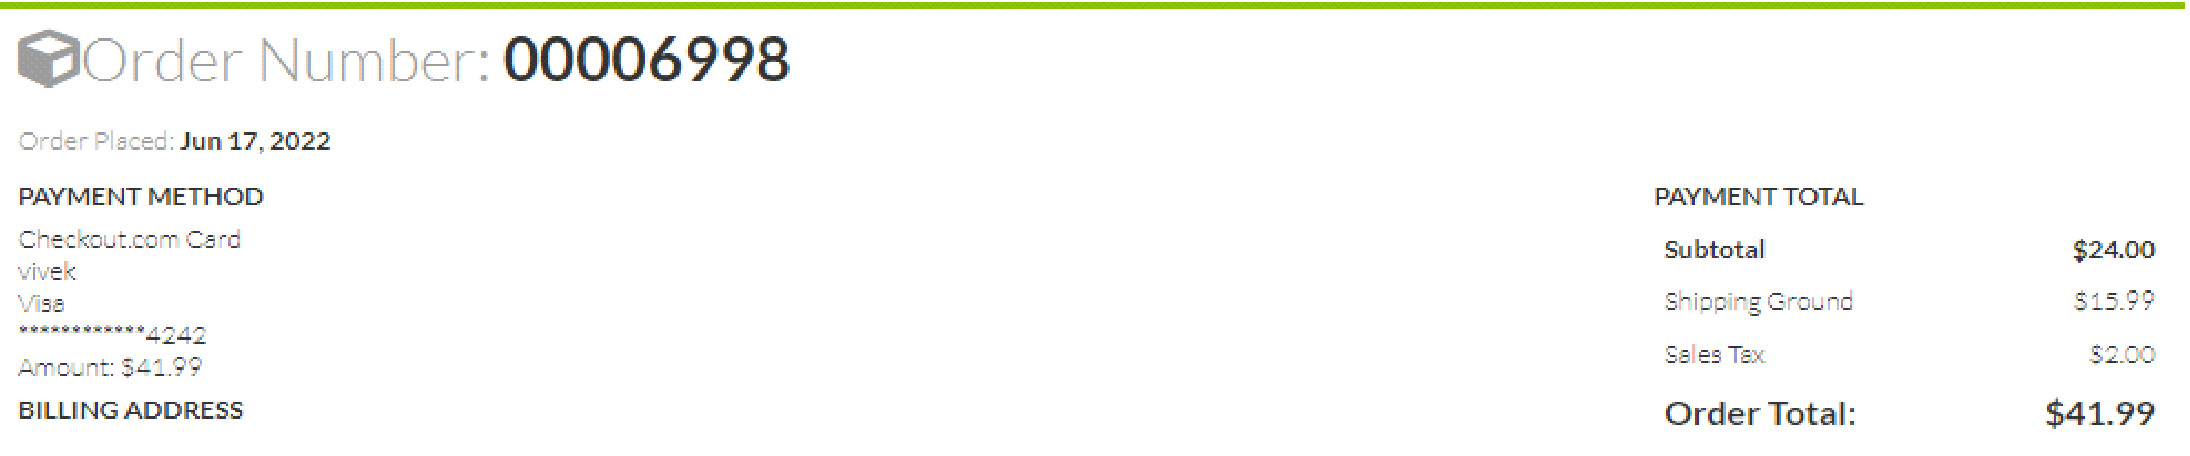 Order Number: 00006998
Order Placed: Jun 17, 2022
PAYMENT METHOD
Checkout.com Card
vivek
Visa
************4242
Amount: $41.99
BILLING ADDRESS
PAYMENT TOTAL
Subtotal $24.00
Shipping Ground $15.99
Sales Tax $2.00
Order Total: $41.99